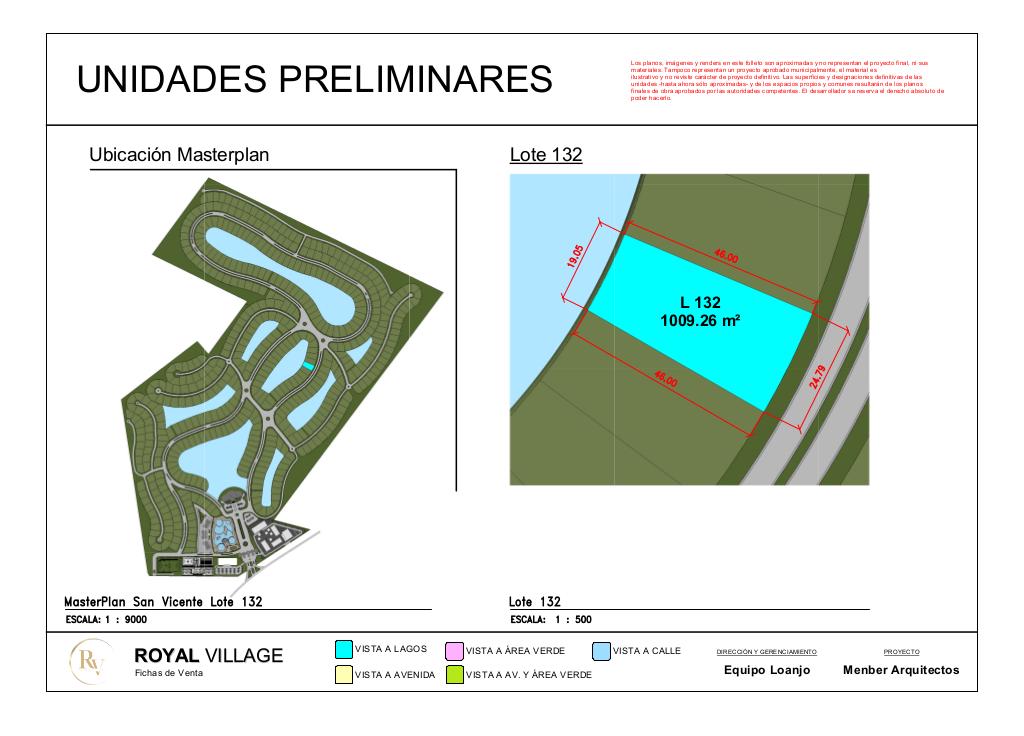 UNIDADES PRELIMINARES
Los planos, imágenes y renders en este folleto son aproximadas y no representan el proyecto final, ni sus
materiales. Tampoco representan un proyecto aprobado municipalmente, el material es
ilustrativo y no reviste carácter de proyecto definitivo. Las superficies y designaciones definitivas de las
unidades -hasta ahora sólo aproximadas- y de los espacios propios y comunes resultarán de los planos
finales de obra aprobados por las autoridades competentes. El desarrollador se reserva el derecho absoluto de
poder hacerlo.
Ubicación Masterplan
Lote 132
19.05
46.00
L 132
1009.26 m²
46.00
24.79
MasterPlan San Vicente Lote 132
ESCALA: 1 : 9000
Lote 132
ESCALA: 1 : 500
RV
ROYAL VILLAGE
Fichas de Venta
VISTA A LAGOS
VISTA A ÁREA VERDE
VISTA A CALLE
VISTA A AVENIDA
VISTA A AV. Y ÁREA VERDE
DIRECCIÓN Y GERENCIAMIENTO
Equipo Loanjo
PROYECTO
Menber Arquitectos